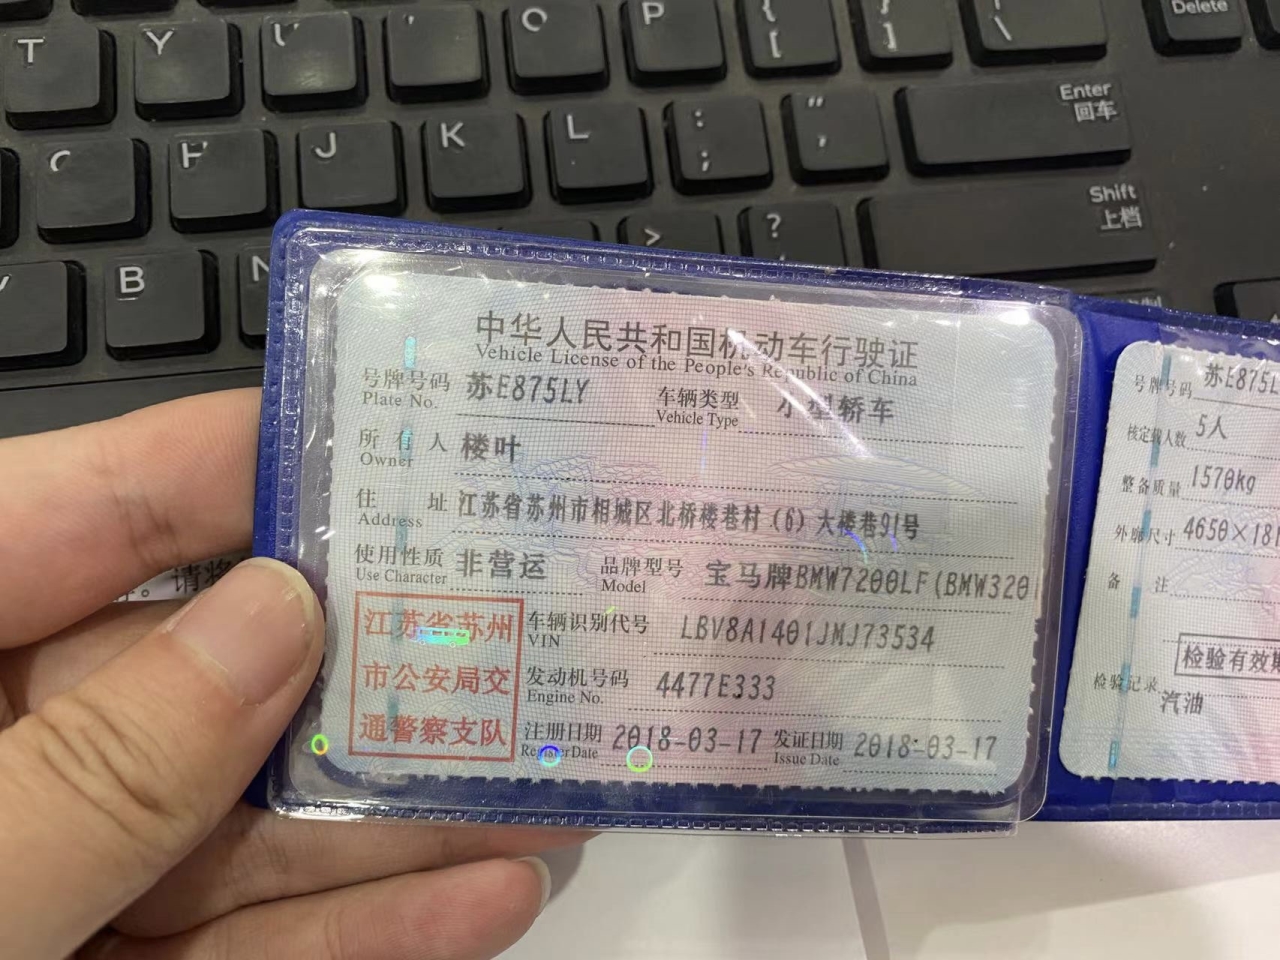 T Y U I O P { [ } ] | \ Delete
G H J K L : ; " ' Enter 回车
V B N > ? Shift 上档
请将
中华人民共和国机动车行驶证
Vehicle License of the People's Republic of China
号牌号码 苏E875LY 车辆类型 小型轿车
Plate No. Vehicle Type
所有人 楼叶
Owner
住址 江苏省苏州市相城区北桥楼巷村(6)大楼巷91号
Address
使用性质 非营运 品牌型号 宝马牌BMW7200LF(BMW320
Use Character Model
江苏省苏州
市公安局交
通警察支队
车辆识别代号 LBV8A1401JMJ73534
VIN
发动机号码 4477E333
Engine No.
注册日期 2018-03-17 发证日期 2018-03-17
Register Date Issue Date
号牌号码 苏E875L
核定载人数 5人
整备质量 1570kg
外廓尺寸 4650×181
备注
检验有效期
检验记录
汽油